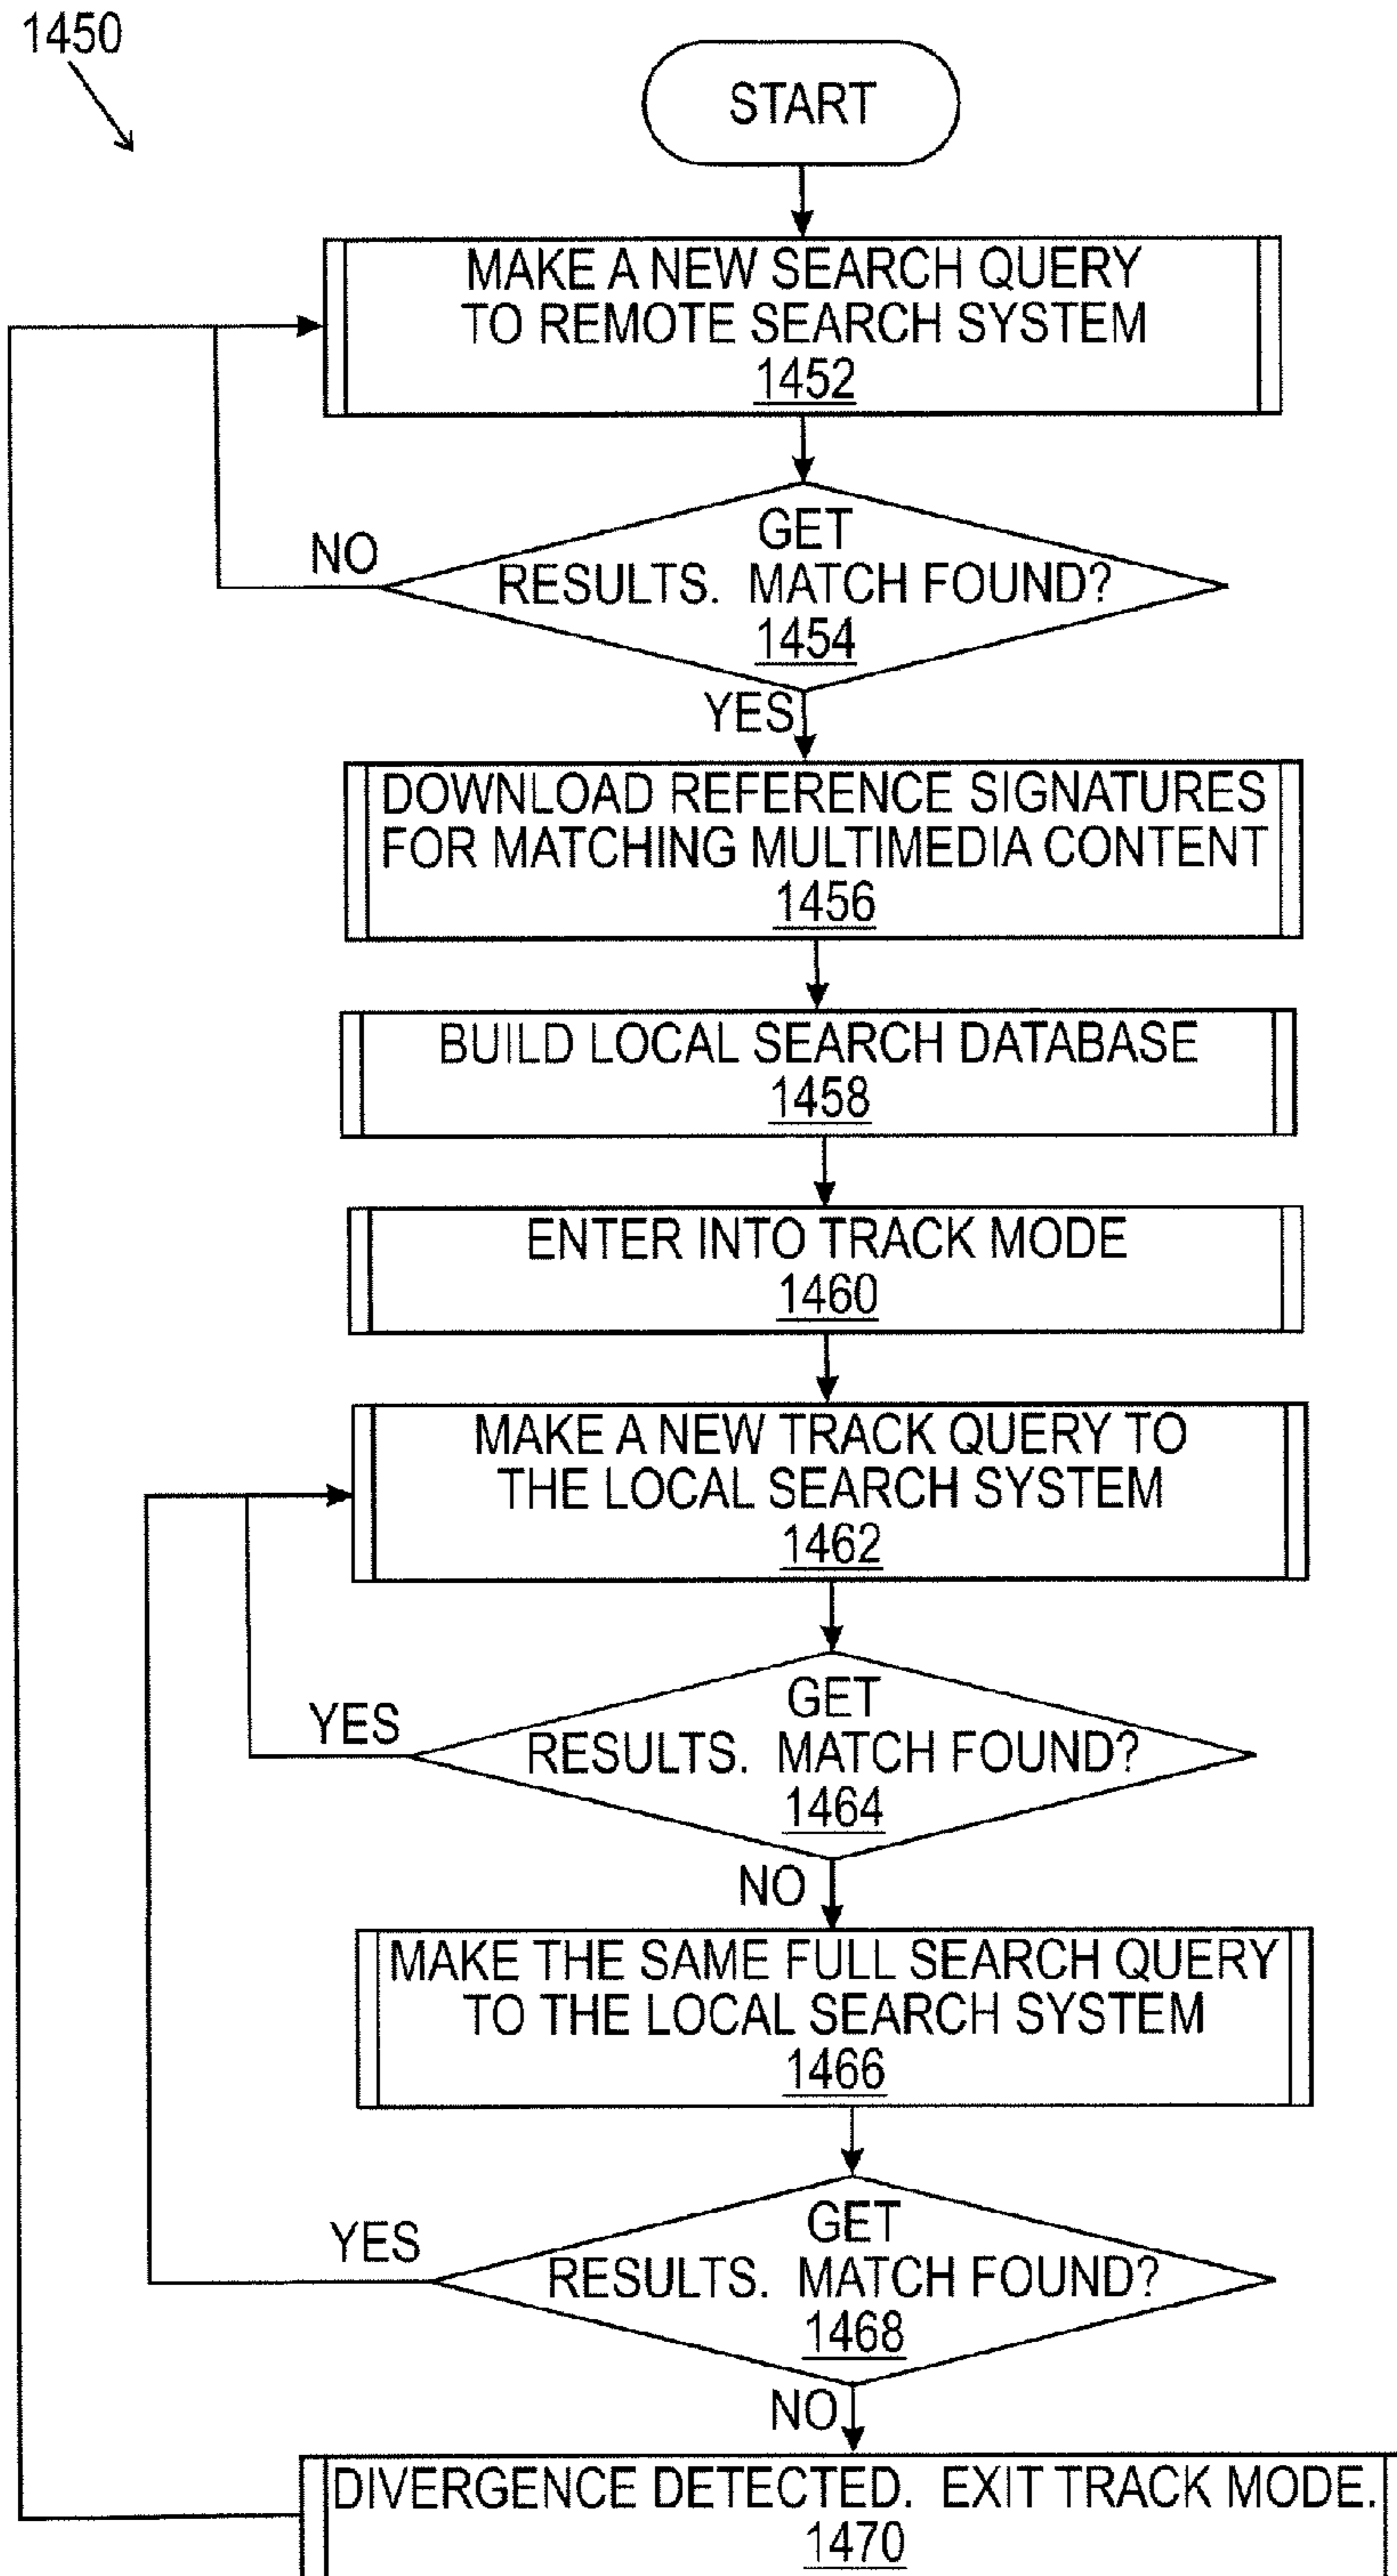 1450
START
MAKE A NEW SEARCH QUERY
TO REMOTE SEARCH SYSTEM
1452
GET
RESULTS. MATCH FOUND?
1454
NO
YES
DOWNLOAD REFERENCE SIGNATURES
FOR MATCHING MULTIMEDIA CONTENT
1456
BUILD LOCAL SEARCH DATABASE
1458
ENTER INTO TRACK MODE
1460
MAKE A NEW TRACK QUERY TO
THE LOCAL SEARCH SYSTEM
1462
GET
RESULTS. MATCH FOUND?
1464
YES
NO
MAKE THE SAME FULL SEARCH QUERY
TO THE LOCAL SEARCH SYSTEM
1466
GET
RESULTS. MATCH FOUND?
1468
YES
NO
DIVERGENCE DETECTED. EXIT TRACK MODE.
1470